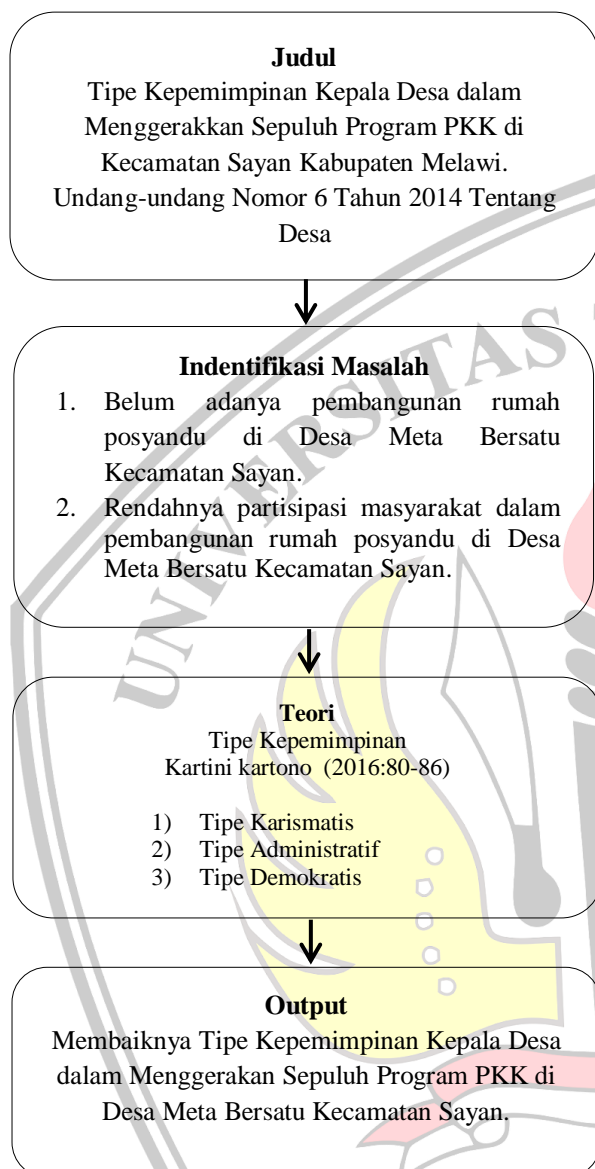 Judul
Tipe Kepemimpinan Kepala Desa dalam
Menggerakkan Sepuluh Program PKK di
Kecamatan Sayan Kabupaten Melawi.
Undang-undang Nomor 6 Tahun 2014 Tentang
Desa
UNIVERSITAS
Indentifikasi Masalah
1. Belum adanya pembangunan rumah
posyandu di Desa Meta Bersatu
Kecamatan Sayan.
2. Rendahnya partisipasi masyarakat dalam
pembangunan rumah posyandu di Desa
Meta Bersatu Kecamatan Sayan.
Teori
Tipe Kepemimpinan
Kartini kartono (2016:80-86)
1) Tipe Karismatis
2) Tipe Administratif
3) Tipe Demokratis
Output
Membaiknya Tipe Kepemimpinan Kepala Desa
dalam Menggerakan Sepuluh Program PKK di
Desa Meta Bersatu Kecamatan Sayan.